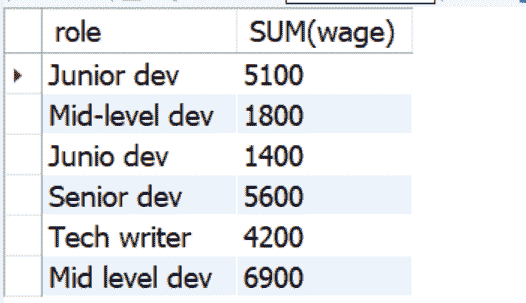 role SUM(wage)
Junior dev 5100
Mid-level dev 1800
Junio dev 1400
Senior dev 5600
Tech writer 4200
Mid level dev 6900